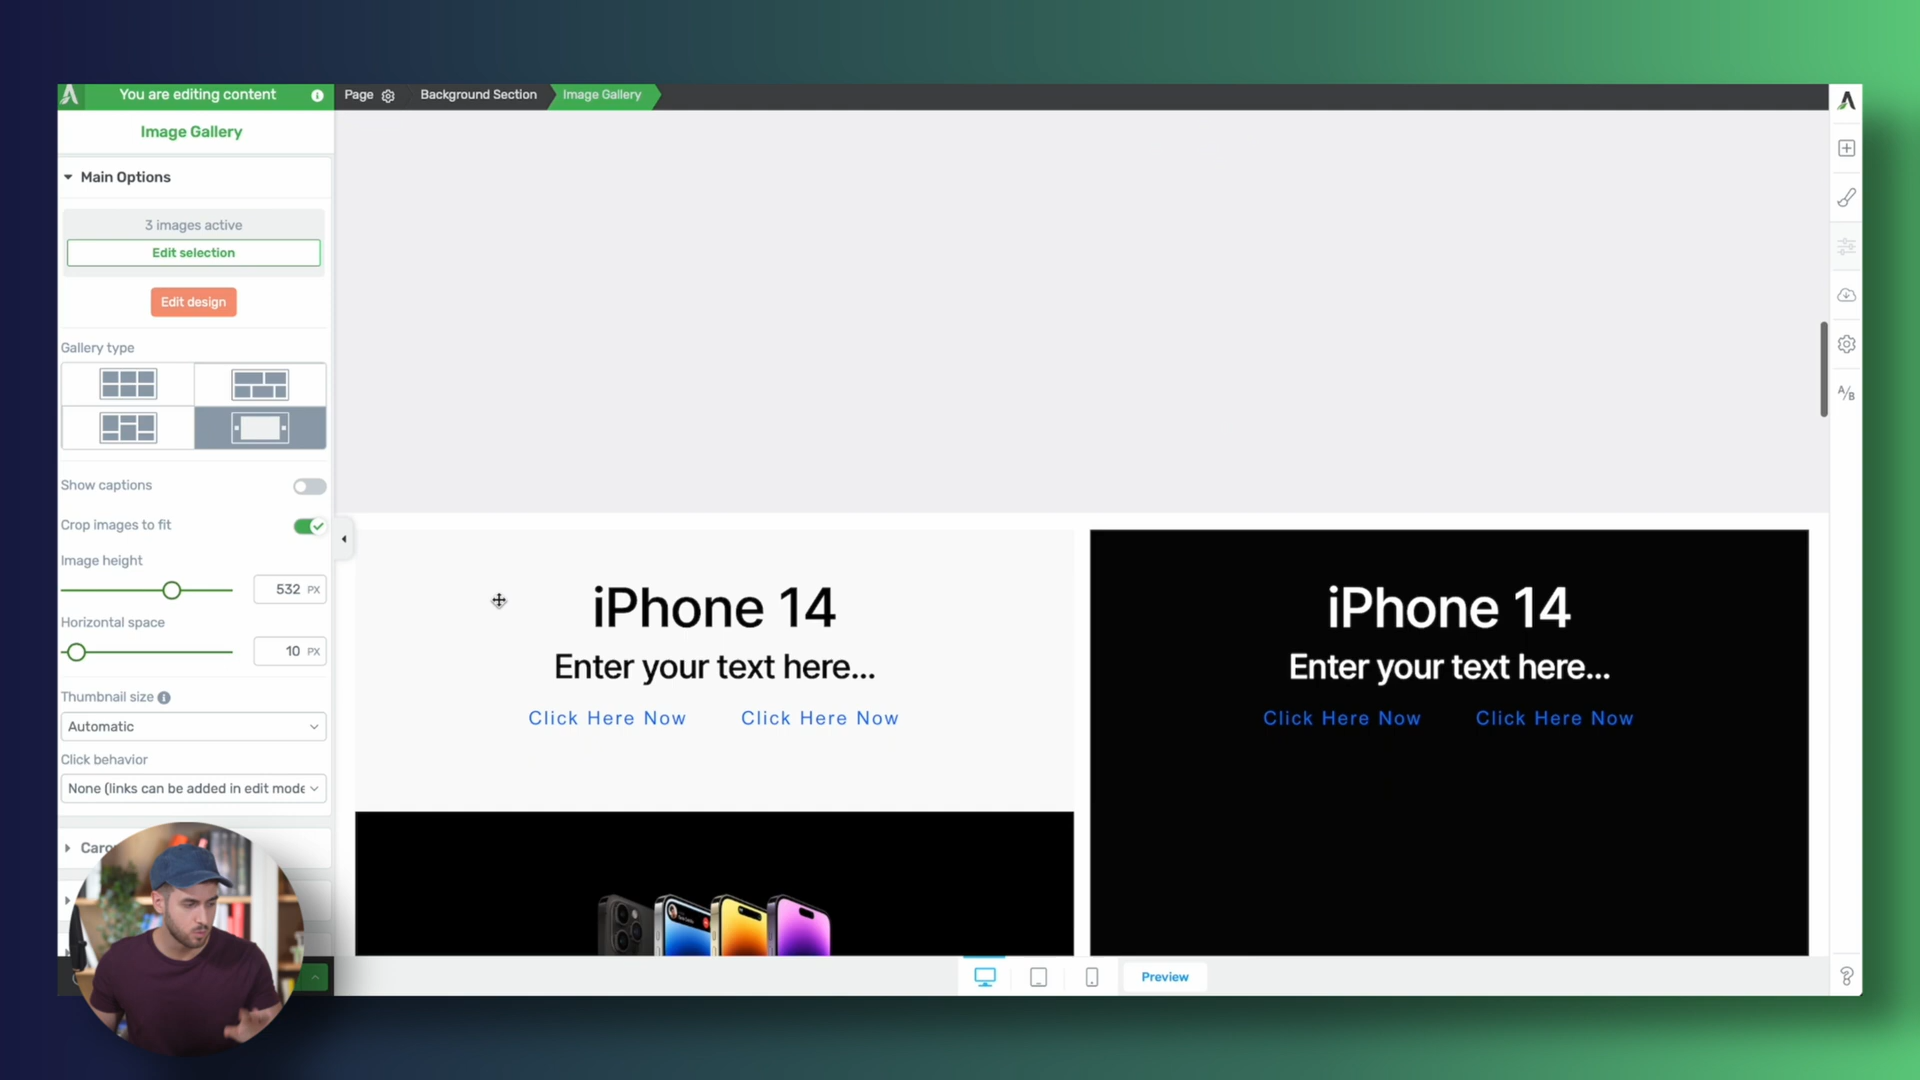 You are editing content
Page
Background Section
Image Gallery
Image Gallery
Main Options
3 images active
Edit selection
Edit design
Gallery type
Show captions
Crop images to fit
Image height
532 PX
Horizontal space
10 PX
Thumbnail size
Automatic
Click behavior
None (links can be added in edit mode
iPhone 14
Enter your text here...
Click Here Now
Click Here Now
iPhone 14
Enter your text here...
Click Here Now
Click Here Now
A/B
Preview